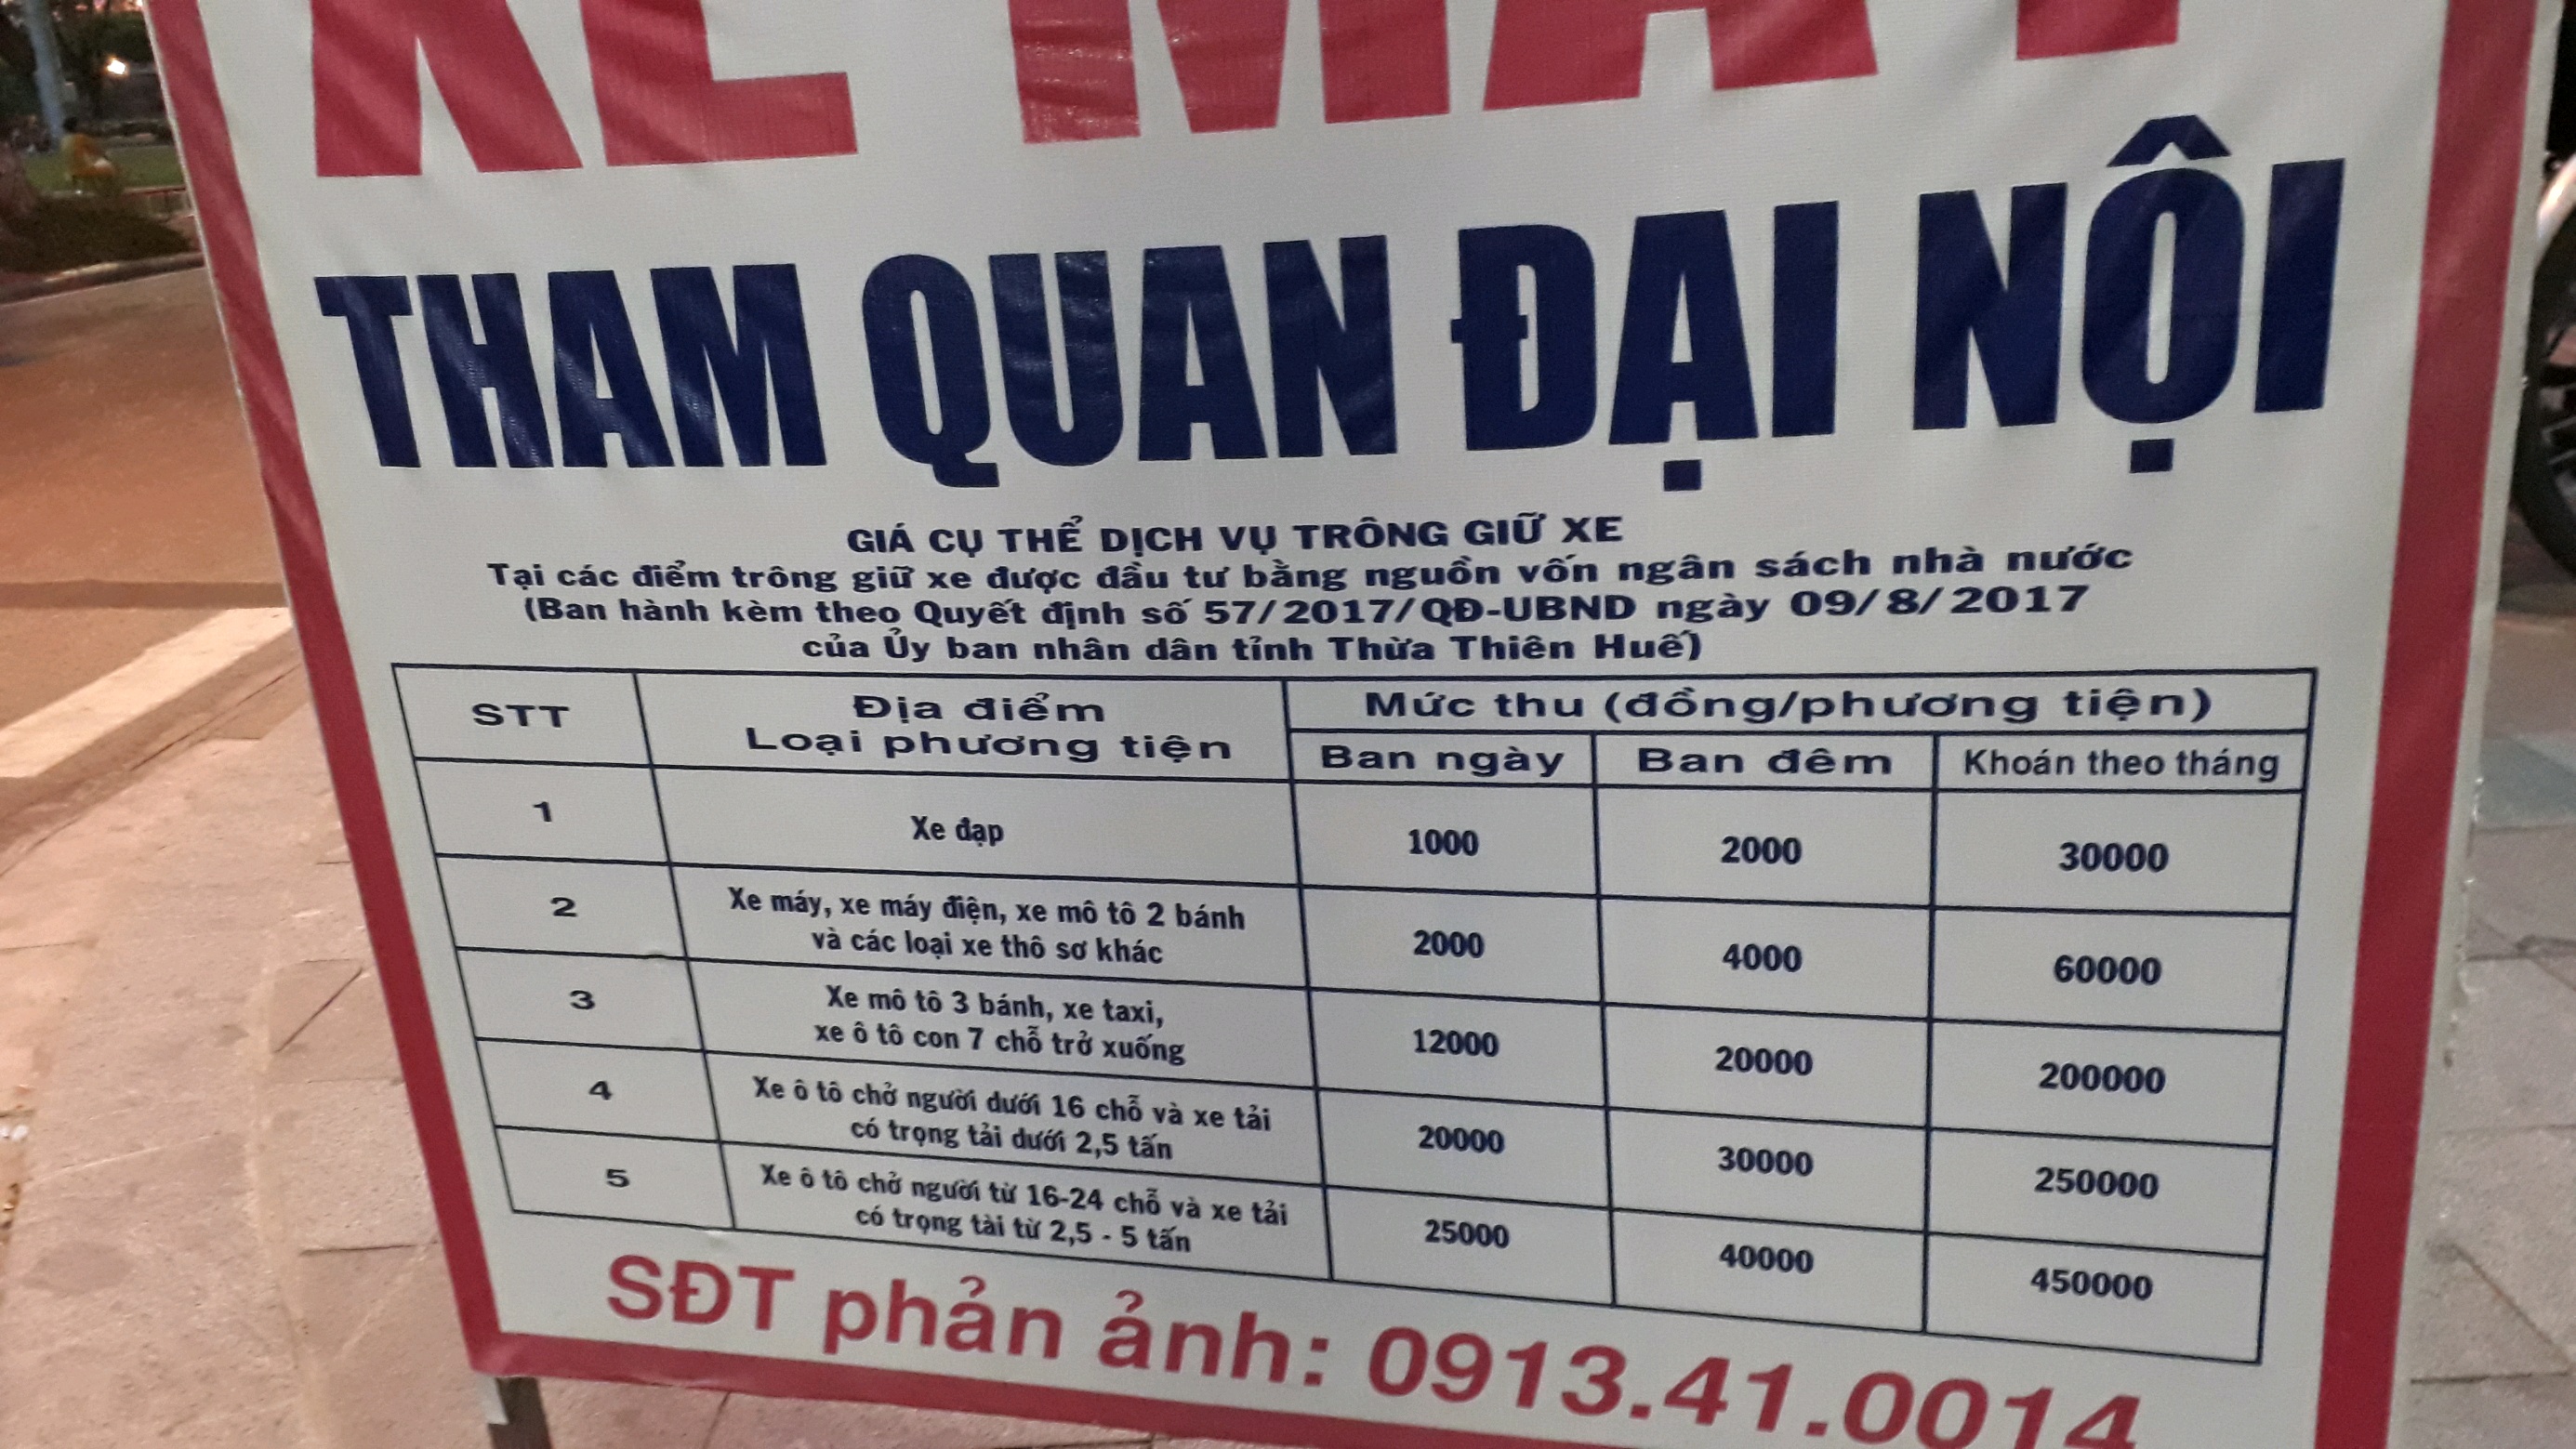 XE MÁY
THAM QUAN ĐẠI NỘI
GIÁ CỤ THỂ DỊCH VỤ TRÔNG GIỮ XE
Tại các điểm trông giữ xe được đầu tư bằng nguồn vốn ngân sách nhà nước
(Ban hành kèm theo Quyết định số 57/2017/QĐ-UBND ngày 09/8/2017
của Ủy ban nhân dân tỉnh Thừa Thiên Huế)
STT Địa điểm Mức thu (đồng/phương tiện)
Loại phương tiện Ban ngày Ban đêm Khoán theo tháng
1 Xe đạp 1000 2000 30000
2 Xe máy, xe máy điện, xe mô tô 2 bánh
và các loại xe thô sơ khác 2000 4000 60000
3 Xe mô tô 3 bánh, xe taxi,
xe ô tô con 7 chỗ trở xuống 12000 20000 200000
4 Xe ô tô chở người dưới 16 chỗ và xe tải
có trọng tải dưới 2,5 tấn 20000 30000 250000
5 Xe ô tô chở người từ 16-24 chỗ và xe tải
có trọng tài từ 2,5 - 5 tấn 25000 40000 450000
SĐT phản ảnh: 0913.41.0014